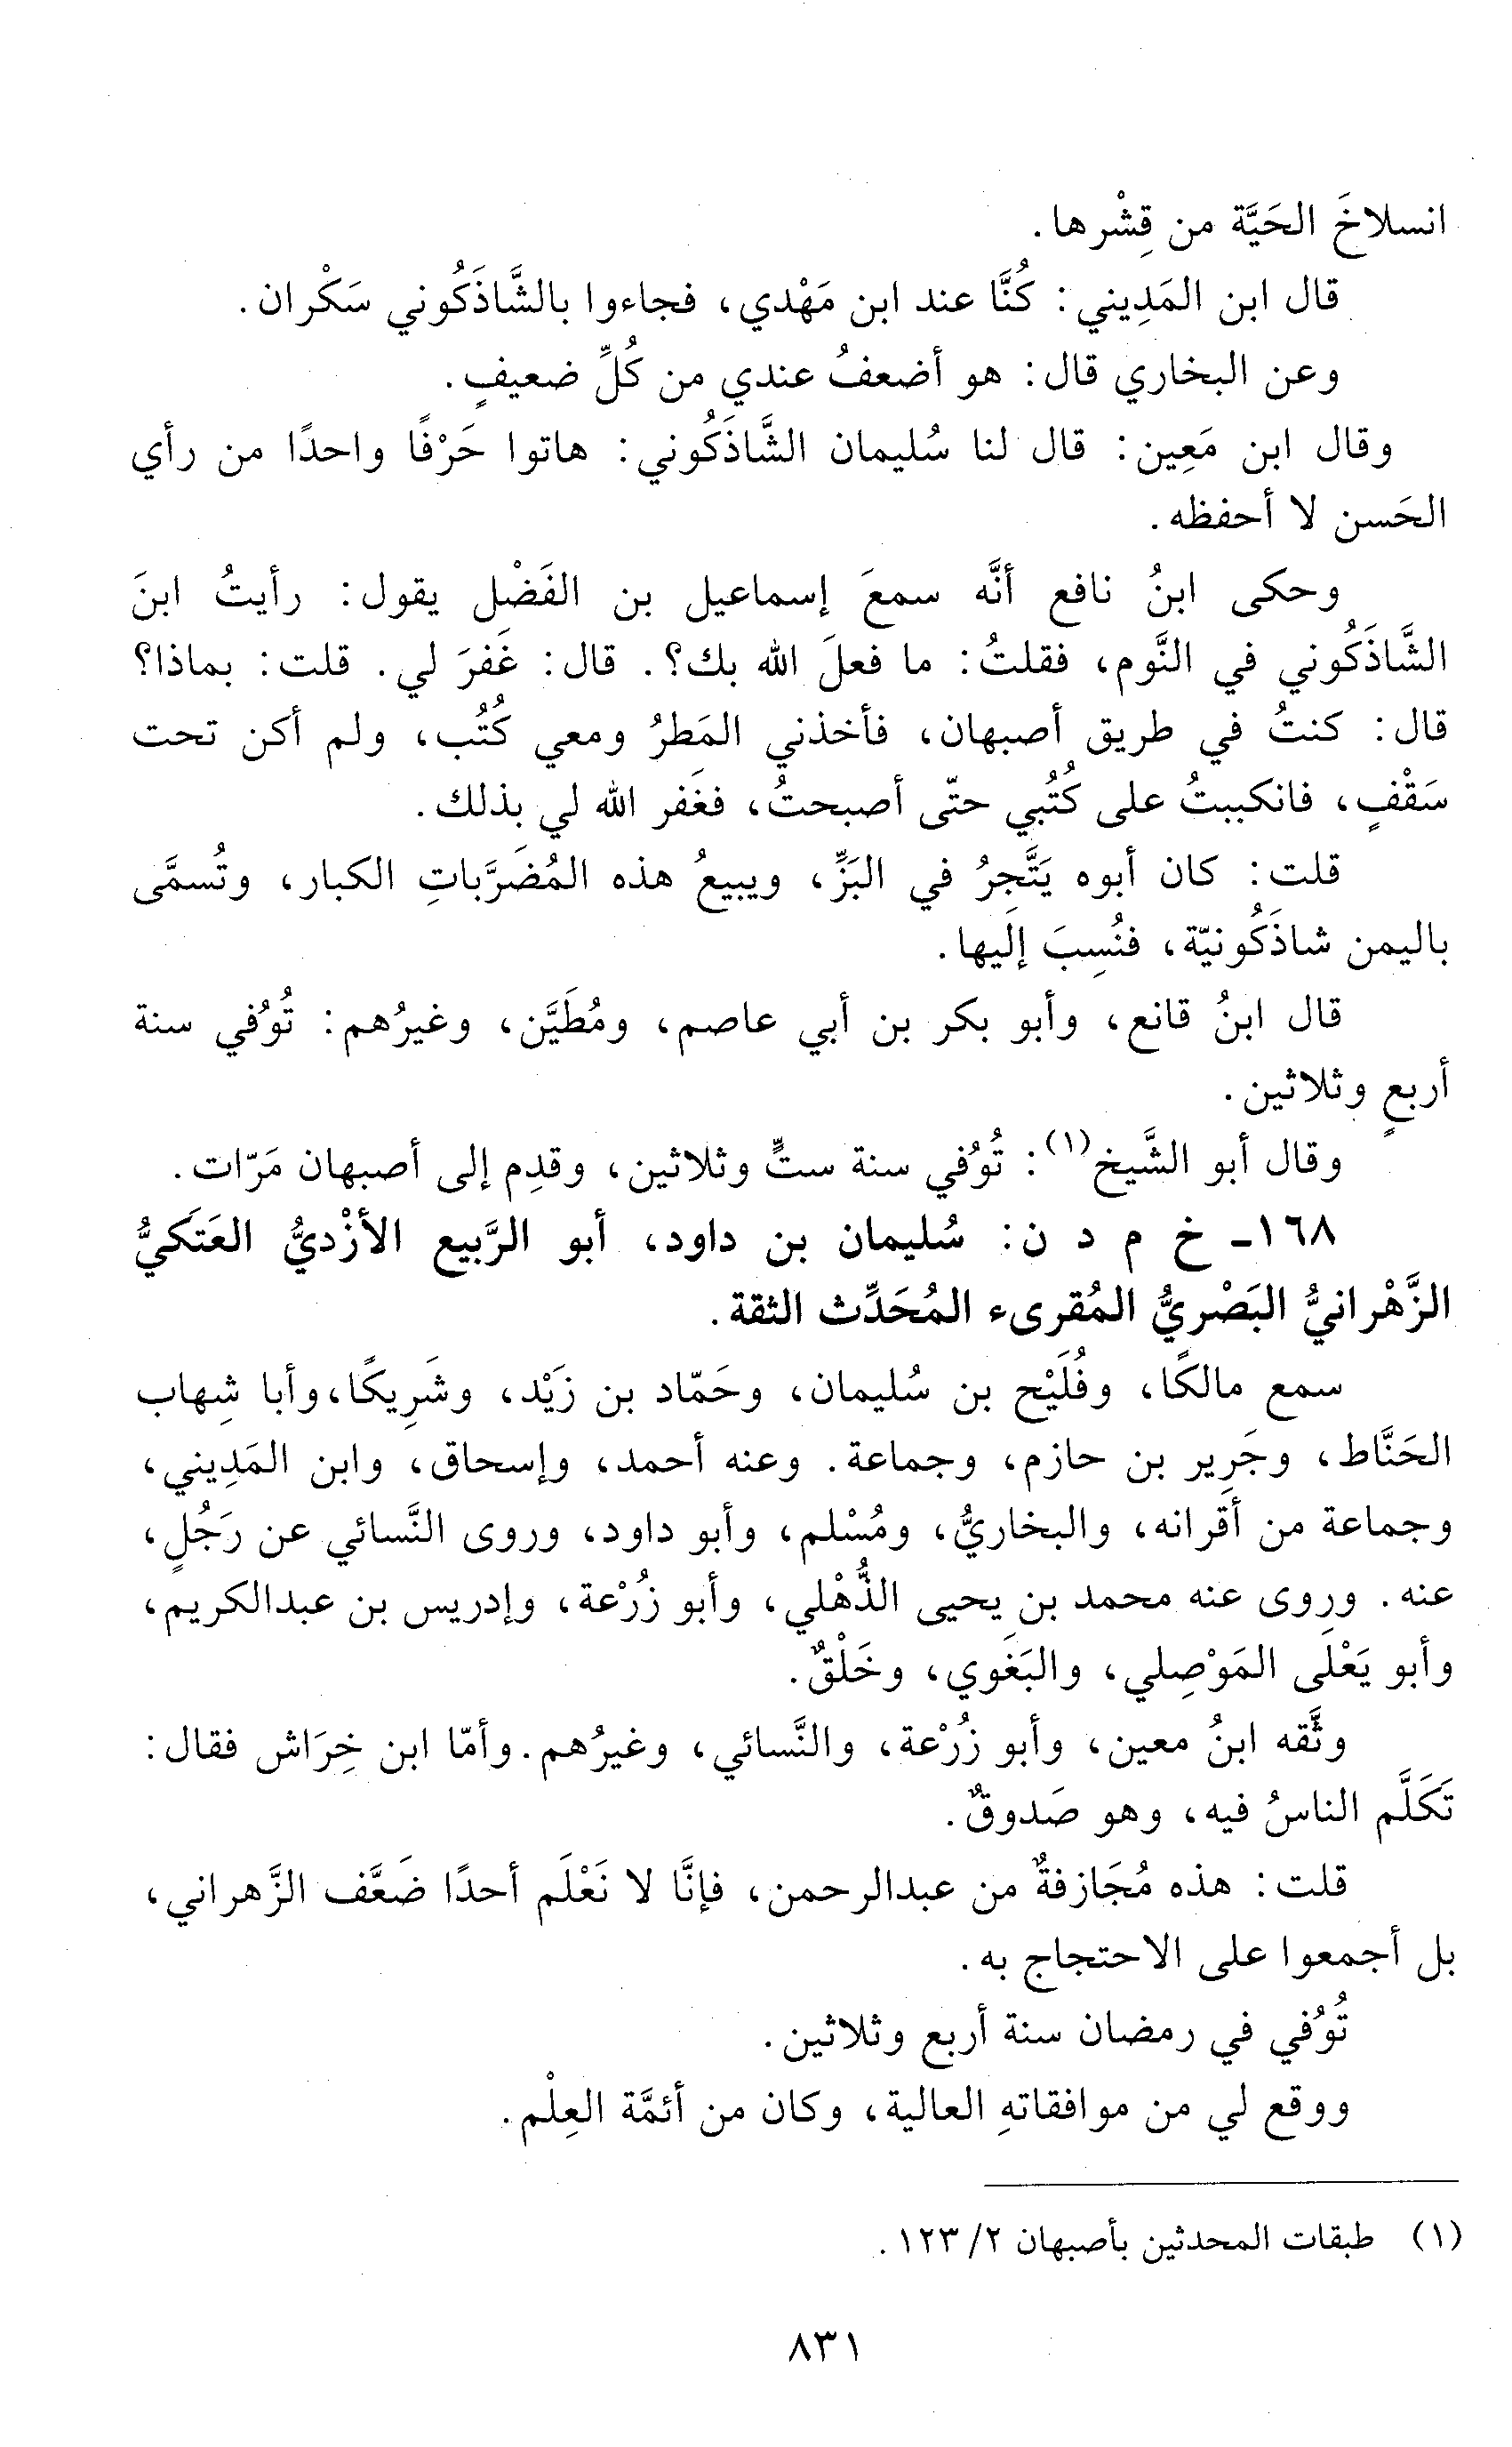 انسلاخَ الحَيَّة من قِشْرها.
قال ابن المَدِيني: كُنَّا عند ابن مَهْدي، فجاءوا بالشَّاذَكُوني سَكْران.
وعن البخاري قال: هو أضعفُ عندي من كُلِّ ضعيفٍ.
وقال ابن مَعِين: قال لنا سُليمان الشَّاذَكُوني: هاتوا حَرْفًا واحدًا من رأي
الحَسن لا أحفظه.
وحكى ابنُ نافع أنَّه سمعَ إسماعيل بن الفَضْل يقول: رأيتُ ابنَ
الشَّاذَكُوني في النَّوم، فقلتُ: ما فعلَ الله بك؟. قال: غَفرَ لي. قلت: بماذا؟
قال: كنتُ في طريق أصبهان، فأخذني المَطرُ ومعي كُتُب، ولم أكن تحت
سَقْفٍ، فانكببتُ على كُتُبي حتّى أصبحتُ، فغَفر الله لي بذلك.
قلت: كان أبوه يَتَّجِرُ في البَزِّ، ويبيعُ هذه المُضَرَّباتِ الكبار، وتُسمَّى
باليمن شاذَكُونيّة، فنُسِبَ إلَيها.
قال ابنُ قانع، وأبو بكر بن أبي عاصم، ومُطَيَّن، وغيرُهم: تُوُفي سنة
أربعٍ وثلاثين.
وقال أبو الشَّيخ(١): تُوُفي سنة ستٍّ وثلاثين، وقدِم إلى أصبهان مَرّات.
١٦٨ـ خ م د ن: سُليمان بن داود، أبو الرَّبيع الأزْديُّ العَتَكيُّ
الزَّهْرانيُّ البَصْريُّ المُقرىء المُحَدِّث الثقة.
سمع مالكًا، وفُلَيْح بن سُليمان، وحَمّاد بن زَيْد، وشَرِيكًا، وأبا شِهاب
الحَنَّاط، وجَرِير بن حازم، وجماعة. وعنه أحمد، وإسحاق، وابن المَدِيني،
وجماعة من أقرانه، والبخاريُّ، ومُسْلم، وأبو داود، وروى النَّسائي عن رَجُلٍ،
عنه. وروى عنه محمد بن يحيى الذُّهْلي، وأبو زُرْعة، وإدريس بن عبدالكريم،
وأبو يَعْلَى المَوْصِلي، والبَغَوي، وخَلْقٌ.
وثَّقه ابنُ معين، وأبو زُرْعة، والنَّسائي، وغيرُهم. وأمّا ابن خِرَاش فقال:
تَكَلَّم الناسُ فيه، وهو صَدوقٌ.
قلت: هذه مُجَازفةٌ من عبدالرحمن، فإنَّا لا نَعْلَم أحدًا ضَعَّف الزَّهراني،
بل أجمعوا على الاحتجاج به.
تُوُفي في رمضان سنة أربع وثلاثين.
ووقع لي من موافقاتهِ العالية، وكان من أئمَّة العِلْم.
(١) طبقات المحدثين بأصبهان ٢/ ١٢٣.
٨٣١